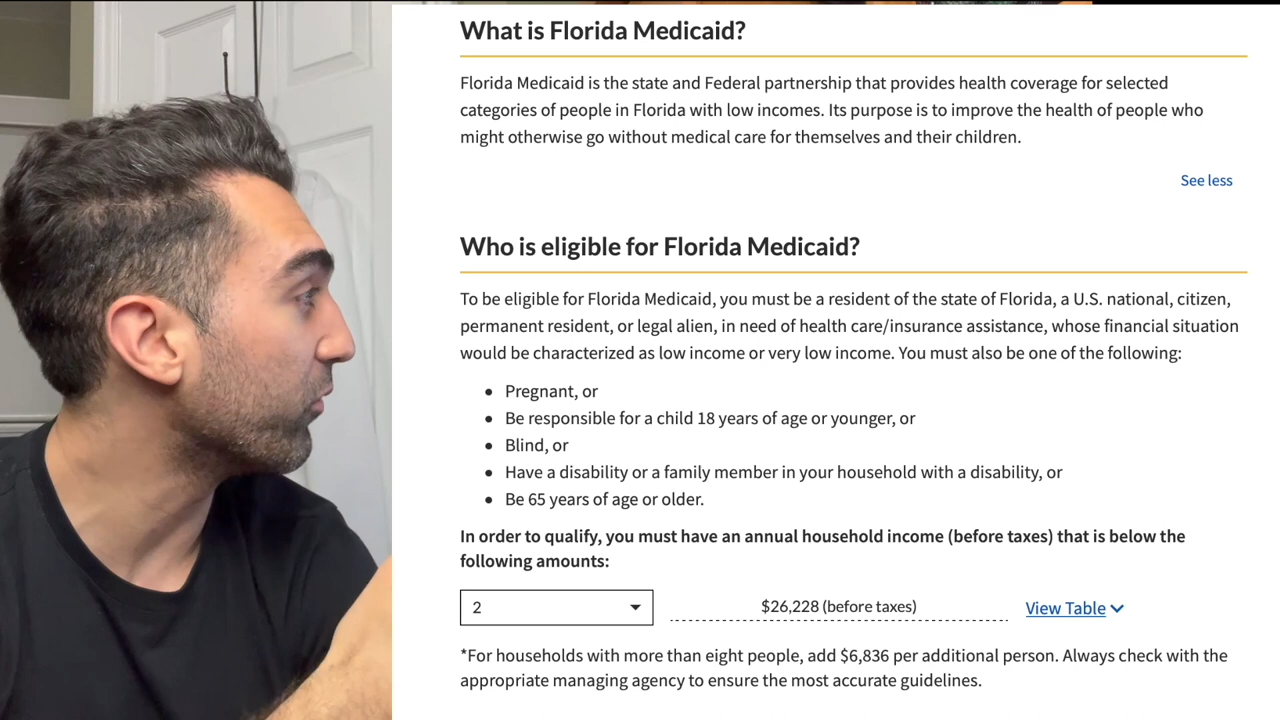 What is Florida Medicaid?
Florida Medicaid is the state and Federal partnership that provides health coverage for selected
categories of people in Florida with low incomes. Its purpose is to improve the health of people who
might otherwise go without medical care for themselves and their children.
See less
Who is eligible for Florida Medicaid?
To be eligible for Florida Medicaid, you must be a resident of the state of Florida, a U.S. national, citizen,
permanent resident, or legal alien, in need of health care/insurance assistance, whose financial situation
would be characterized as low income or very low income. You must also be one of the following:
• Pregnant, or
• Be responsible for a child 18 years of age or younger, or
• Blind, or
• Have a disability or a family member in your household with a disability, or
• Be 65 years of age or older.
In order to qualify, you must have an annual household income (before taxes) that is below the
following amounts:
2 $26,228 (before taxes) View Table
*For households with more than eight people, add $6,836 per additional person. Always check with the
appropriate managing agency to ensure the most accurate guidelines.